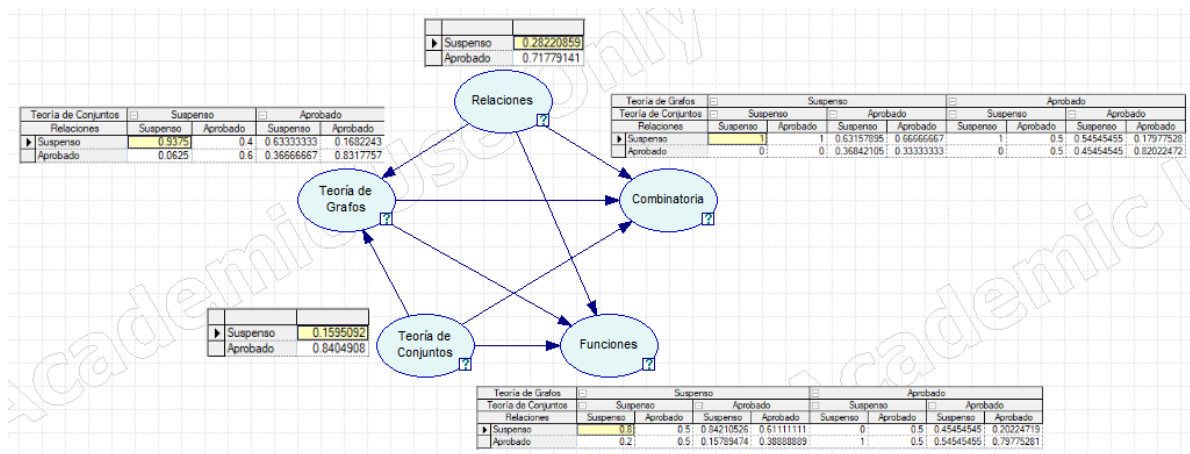 Suspenso 0.28220859
Aprobado 0.71779141
Relaciones
?
Teoría de Conjuntos Suspenso Aprobado
Relaciones Suspenso Aprobado Suspenso Aprobado
Suspenso 0.9375 0.4 0.63333333 0.1682243
Aprobado 0.0625 0.6 0.36666667 0.8317757
Teoría de Grafos Suspenso Aprobado
Teoría de Conjuntos Suspenso Aprobado Suspenso Aprobado
Relaciones Suspenso Aprobado Suspenso Aprobado Suspenso Aprobado Suspenso Aprobado
Suspenso 1 1 0.63157895 0.66666667 1 0.5 0.54545455 0.17977528
Aprobado 0 0 0.36842105 0.33333333 0 0.5 0.45454545 0.82022472
Teoría de
Grafos
?
Combinatoria
?
Suspenso 0.1595092
Aprobado 0.8404908
Teoría de
Conjuntos
?
Funciones
?
Teoría de Grafos Suspenso Aprobado
Teoría de Conjuntos Suspenso Aprobado Suspenso Aprobado
Relaciones Suspenso Aprobado Suspenso Aprobado Suspenso Aprobado Suspenso Aprobado
Suspenso 0.8 0.5 0.84210526 0.61111111 0 0.5 0.45454545 0.20224719
Aprobado 0.2 0.5 0.15789474 0.38888889 1 0.5 0.54545455 0.79775281
Academic use only
Academic